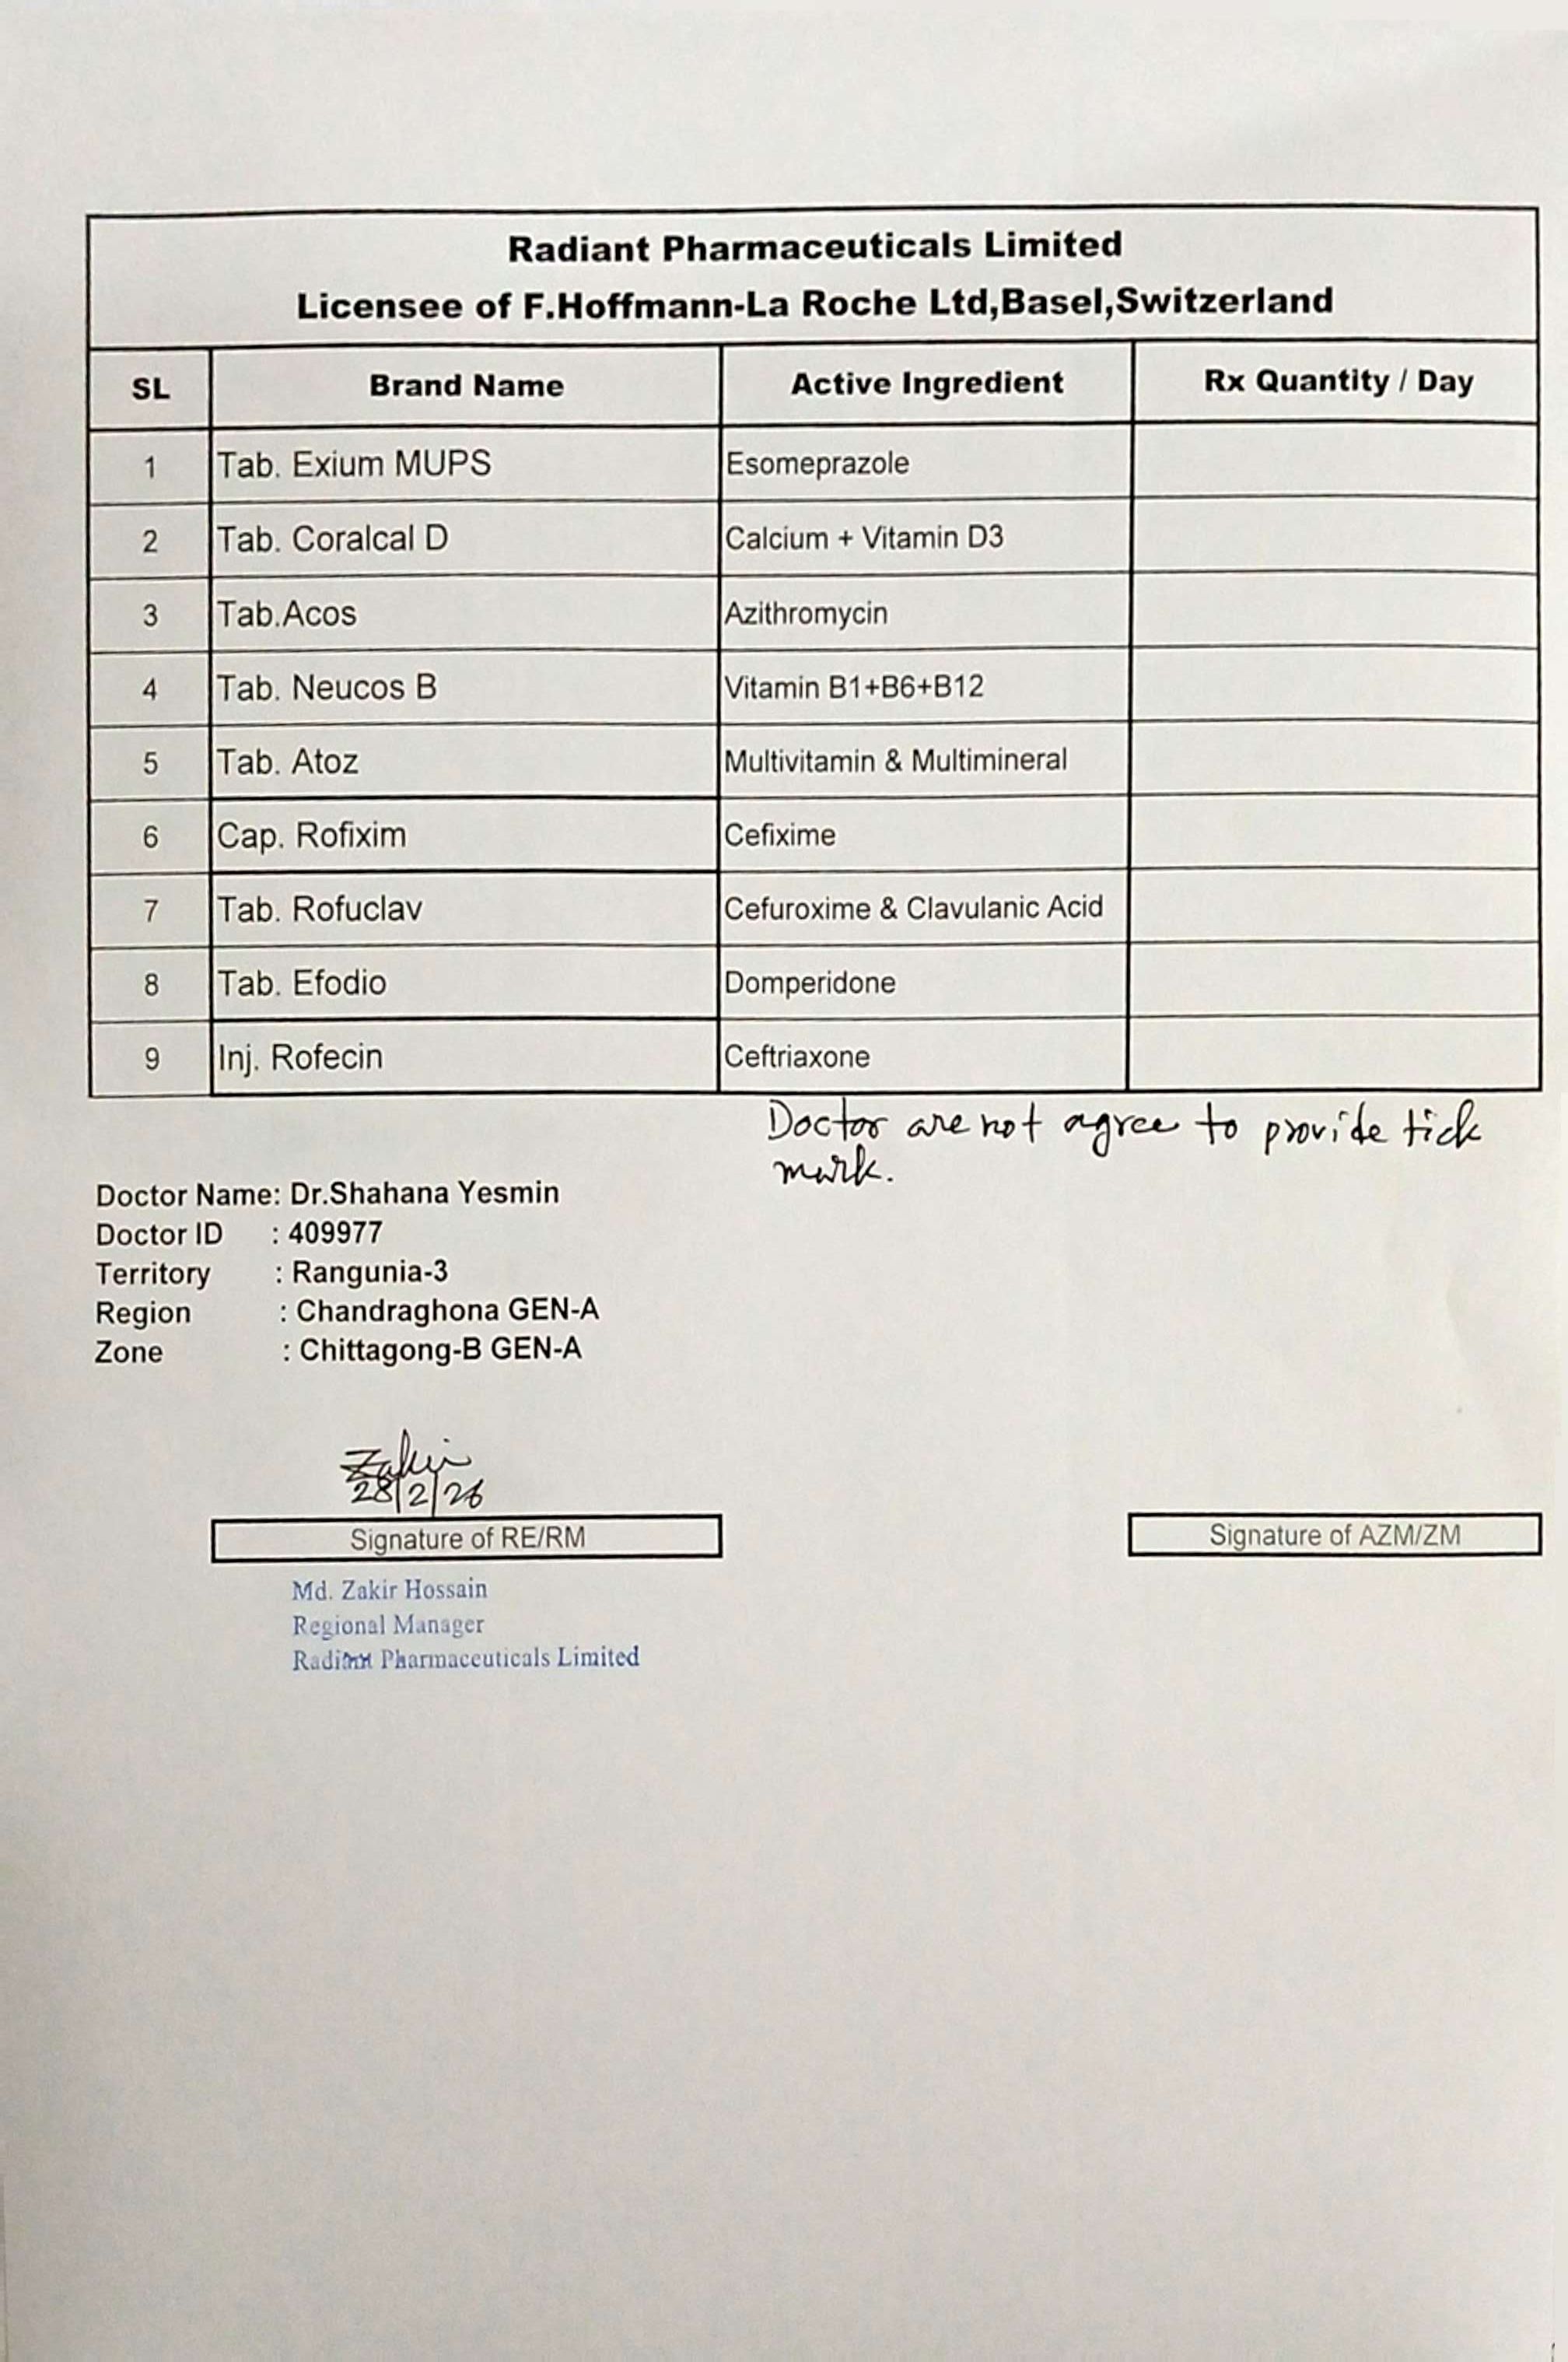 Radiant Pharmaceuticals Limited
Licensee of F.Hoffmann-La Roche Ltd,Basel,Switzerland
SL Brand Name Active Ingredient Rx Quantity / Day
1 Tab. Exium MUPS Esomeprazole
2 Tab. Coralcal D Calcium + Vitamin D3
3 Tab.Acos Azithromycin
4 Tab. Neucos B Vitamin B1+B6+B12
5 Tab. Atoz Multivitamin & Multimineral
6 Cap. Rofixim Cefixime
7 Tab. Rofuclav Cefuroxime & Clavulanic Acid
8 Tab. Efodio Domperidone
9 Inj. Rofecin Ceftriaxone
Doctor are not agree to provide tick
mark.
Doctor Name: Dr.Shahana Yesmin
Doctor ID : 409977
Territory : Rangunia-3
Region : Chandraghona GEN-A
Zone : Chittagong-B GEN-A
Zakir
28/2/26
Signature of RE/RM Signature of AZM/ZM
Md. Zakir Hossain
Regional Manager
Radiant Pharmaceuticals Limited